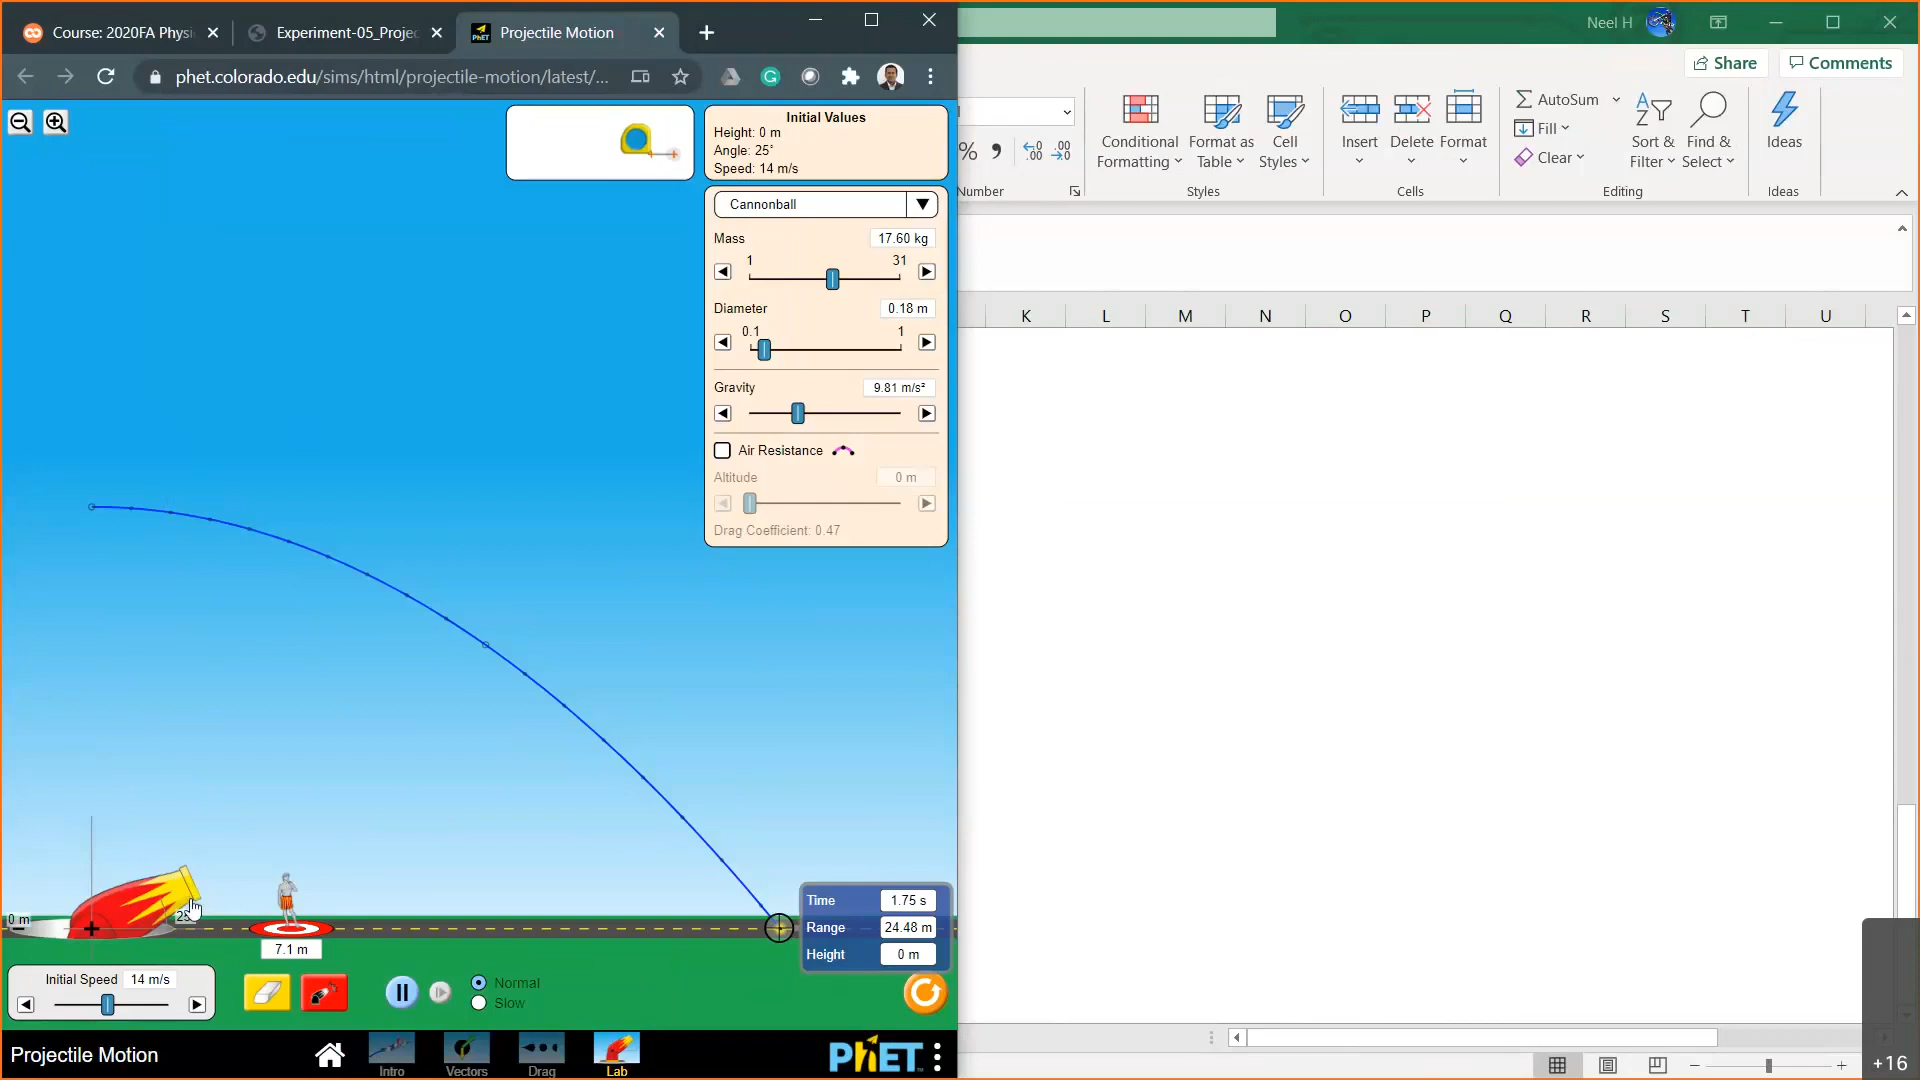 Course: 2020FA Physi
Experiment-05_Projec
Projectile Motion
phet.colorado.edu/sims/html/projectile-motion/latest/...
Initial Values
Height: 0 m
Angle: 25°
Speed: 14 m/s
Cannonball
Mass
17.60 kg
1
31
Diameter
0.18 m
0.1
1
Gravity
9.81 m/s²
Air Resistance
Altitude
0 m
Drag Coefficient: 0.47
0 m
7.1 m
Time
1.75 s
Range
24.48 m
Height
0 m
Initial Speed
14 m/s
Normal
Slow
Projectile Motion
Intro
Vectors
Drag
Lab
PhET
Neel H
Share
Comments
Conditional
Formatting
Format as
Table
Cell
Styles
Insert
Delete
Format
AutoSum
Fill
Clear
Sort &
Filter
Find &
Select
Ideas
%
Number
Styles
Cells
Editing
Ideas
K
L
M
N
O
P
Q
R
S
T
U
+16